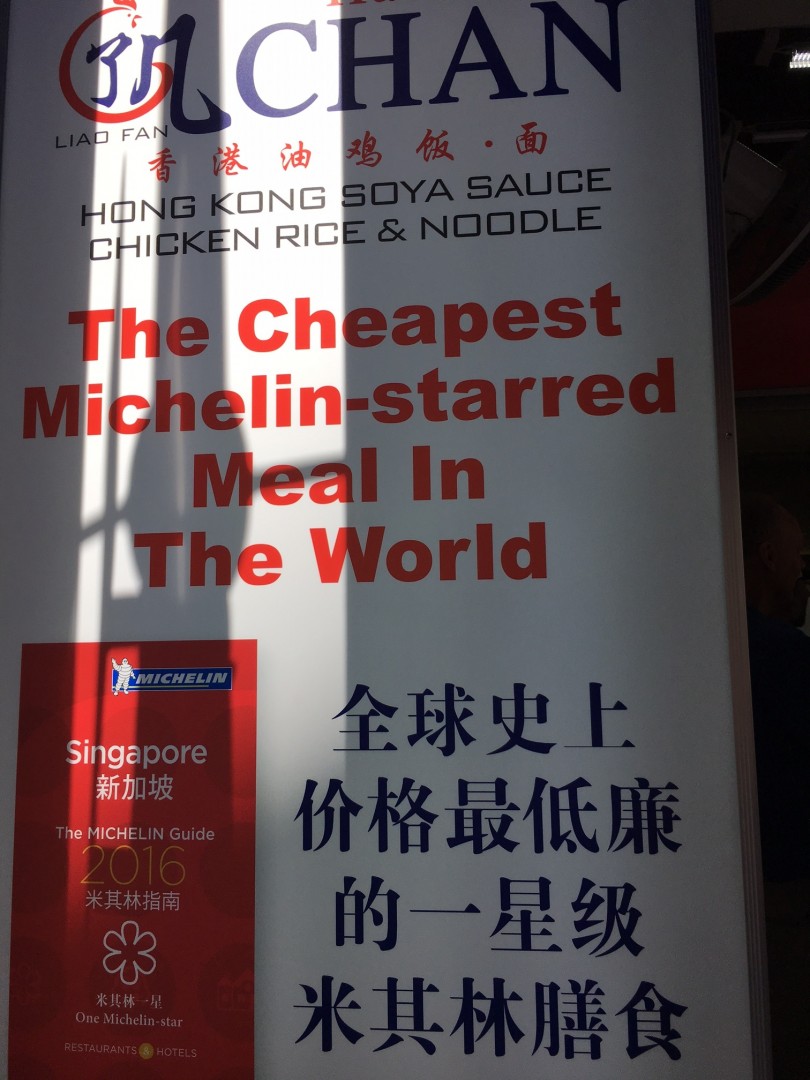 了凡 CHAN
LIAO FAN
香港油鸡饭·面
HONG KONG SOYA SAUCE
CHICKEN RICE & NOODLE
The Cheapest
Michelin-starred
Meal In
The World
MICHELIN
Singapore
新加坡
The MICHELIN Guide
2016
米其林指南
米其林一星
One Michelin-star
RESTAURANTS & HOTELS
全球史上
价格最低廉
的一星级
米其林膳食